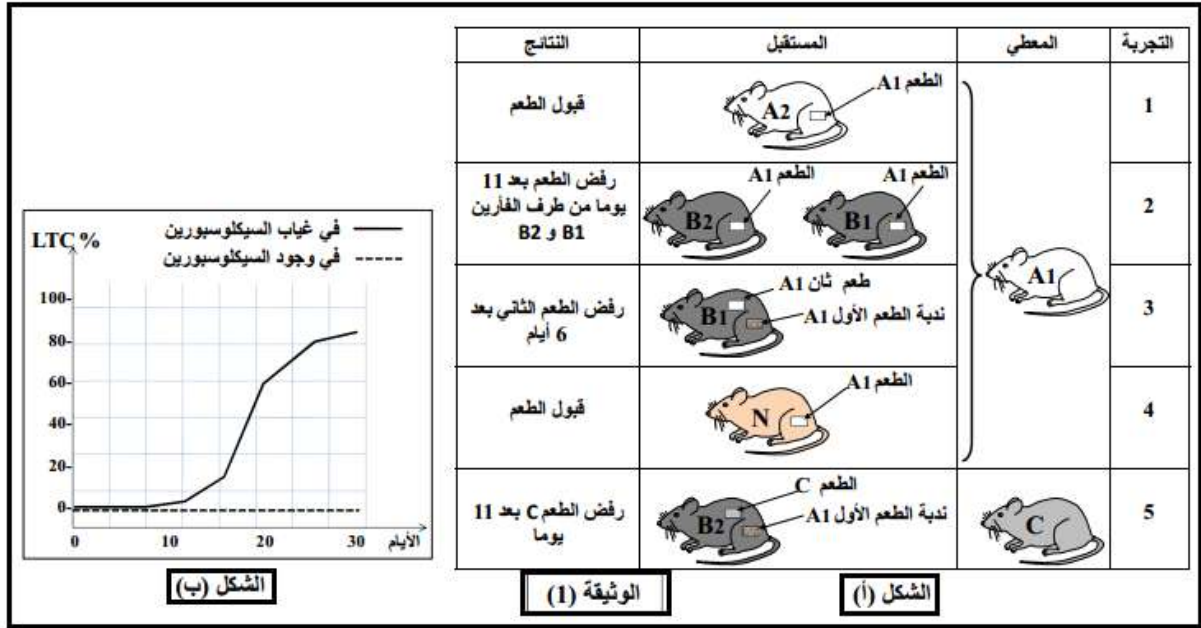 التجربة
المعطي
المستقبل
النتائج
1
A1
الطعم A1
A2
قبول الطعم
2
الطعم A1
B1
الطعم A1
B2
رفض الطعم بعد 11
يوما من طرف الفأرين
B1 و B2
3
طعم ثان A1
ندبة الطعم الأول A1
B1
رفض الطعم الثاني بعد
6 أيام
4
الطعم A1
N
قبول الطعم
5
C
الطعم C
ندبة الطعم الأول A1
B2
رفض الطعم C بعد 11
يوما
الشكل (أ)
الوثيقة (1)
LTC %
في غياب السيكلوسبورين
في وجود السيكلوسبورين
100
80
60
40
20
0
0 10 20 30 الأيام
الشكل (ب)